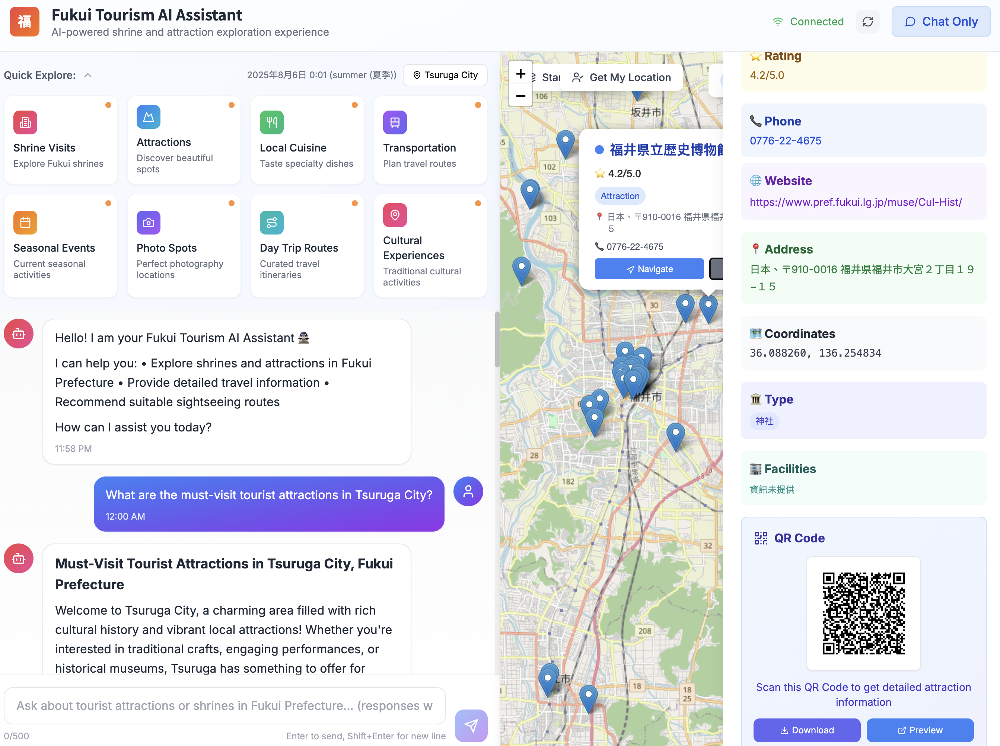 福
Fukui Tourism AI Assistant
AI-powered shrine and attraction exploration experience
Connected
Chat Only
Quick Explore:
2025年8月6日 0:01 (summer (夏季))
Tsuruga City
Shrine Visits
Explore Fukui shrines
Attractions
Discover beautiful
spots
Local Cuisine
Taste specialty dishes
Transportation
Plan travel routes
Seasonal Events
Current seasonal
activities
Photo Spots
Perfect photography
locations
Day Trip Routes
Curated travel
itineraries
Cultural
Experiences
Traditional cultural
activities
Hello! I am your Fukui Tourism AI Assistant 🏯
I can help you: • Explore shrines and attractions in Fukui
Prefecture • Provide detailed travel information •
Recommend suitable sightseeing routes
How can I assist you today?
11:58 PM
What are the must-visit tourist attractions in Tsuruga City?
12:00 AM
Must-Visit Tourist Attractions in Tsuruga City, Fukui
Prefecture
Welcome to Tsuruga City, a charming area filled with rich
cultural history and vibrant local attractions! Whether you're
interested in traditional crafts, engaging performances, or
historical museums, Tsuruga has something to offer for
Ask about tourist attractions or shrines in Fukui Prefecture... (responses w
0/500
Enter to send, Shift+Enter for new line
+
−
Star
Get My Location
106
坂井市
102
103
福井県立歴史博物館
⭐ 4.2/5.0
Attraction
📍 日本、〒910-0016 福井県福井
5
📞 0776-22-4675
Navigate
30
福井市
28
北陸新幹線
182
8
8
32
208
市
18
18
25
⭐ Rating
4.2/5.0
📞 Phone
0776-22-4675
🌐 Website
https://www.pref.fukui.lg.jp/muse/Cul-Hist/
📍 Address
日本、〒910-0016 福井県福井市大宮２丁目１９
−１５
🗺️ Coordinates
36.088260, 136.254834
🏛️ Type
神社
🏢 Facilities
資訊未提供
QR Code
Scan this QR Code to get detailed attraction
information
Download
Preview